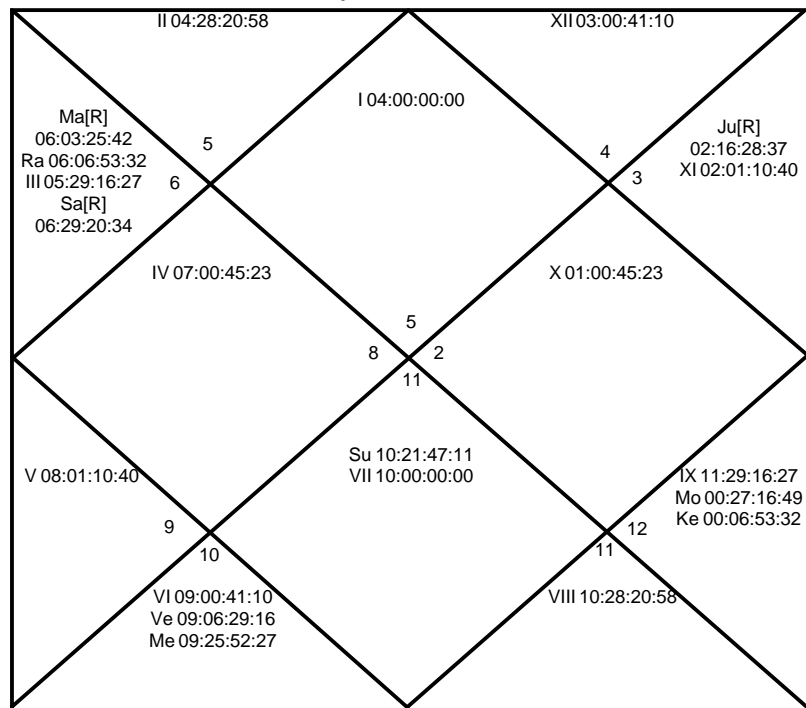 II 04:28:20:58
XII 03:00:41:10
I 04:00:00:00
Ma[R]
06:03:25:42
Ra 06:06:53:32
III 05:29:16:27
Sa[R]
06:29:20:34
5
6
4
3
Ju[R]
02:16:28:37
XI 02:01:10:40
IV 07:00:45:23
X 01:00:45:23
5
8
2
11
Su 10:21:47:11
VII 10:00:00:00
V 08:01:10:40
IX 11:29:16:27
Mo 00:27:16:49
Ke 00:06:53:32
9
10
12
11
VI 09:00:41:10
Ve 09:06:29:16
Me 09:25:52:27
VIII 10:28:20:58